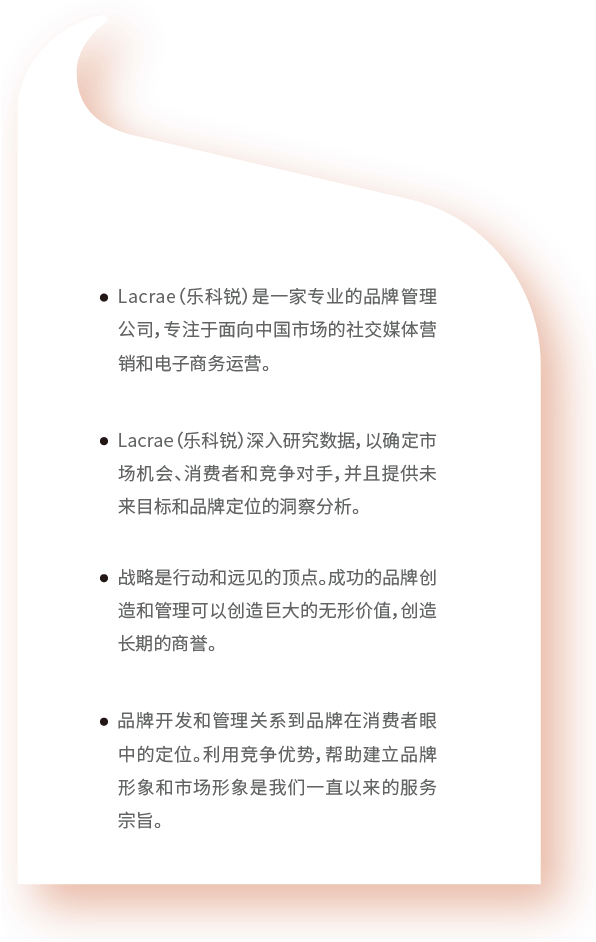 Lacrae（乐科锐）是一家专业的品牌管理
公司，专注于面向中国市场的社交媒体营
销和电子商务运营。
Lacrae（乐科锐）深入研究数据，以确定市
场机会、消费者和竞争对手，并且提供未
来目标和品牌定位的洞察分析。
战略是行动和远见的顶点。成功的品牌创
造和管理可以创造巨大的无形价值，创造
长期的商誉。
品牌开发和管理关系到品牌在消费者眼
中的定位。利用竞争优势，帮助建立品牌
形象和市场形象是我们一直以来的服务
宗旨。